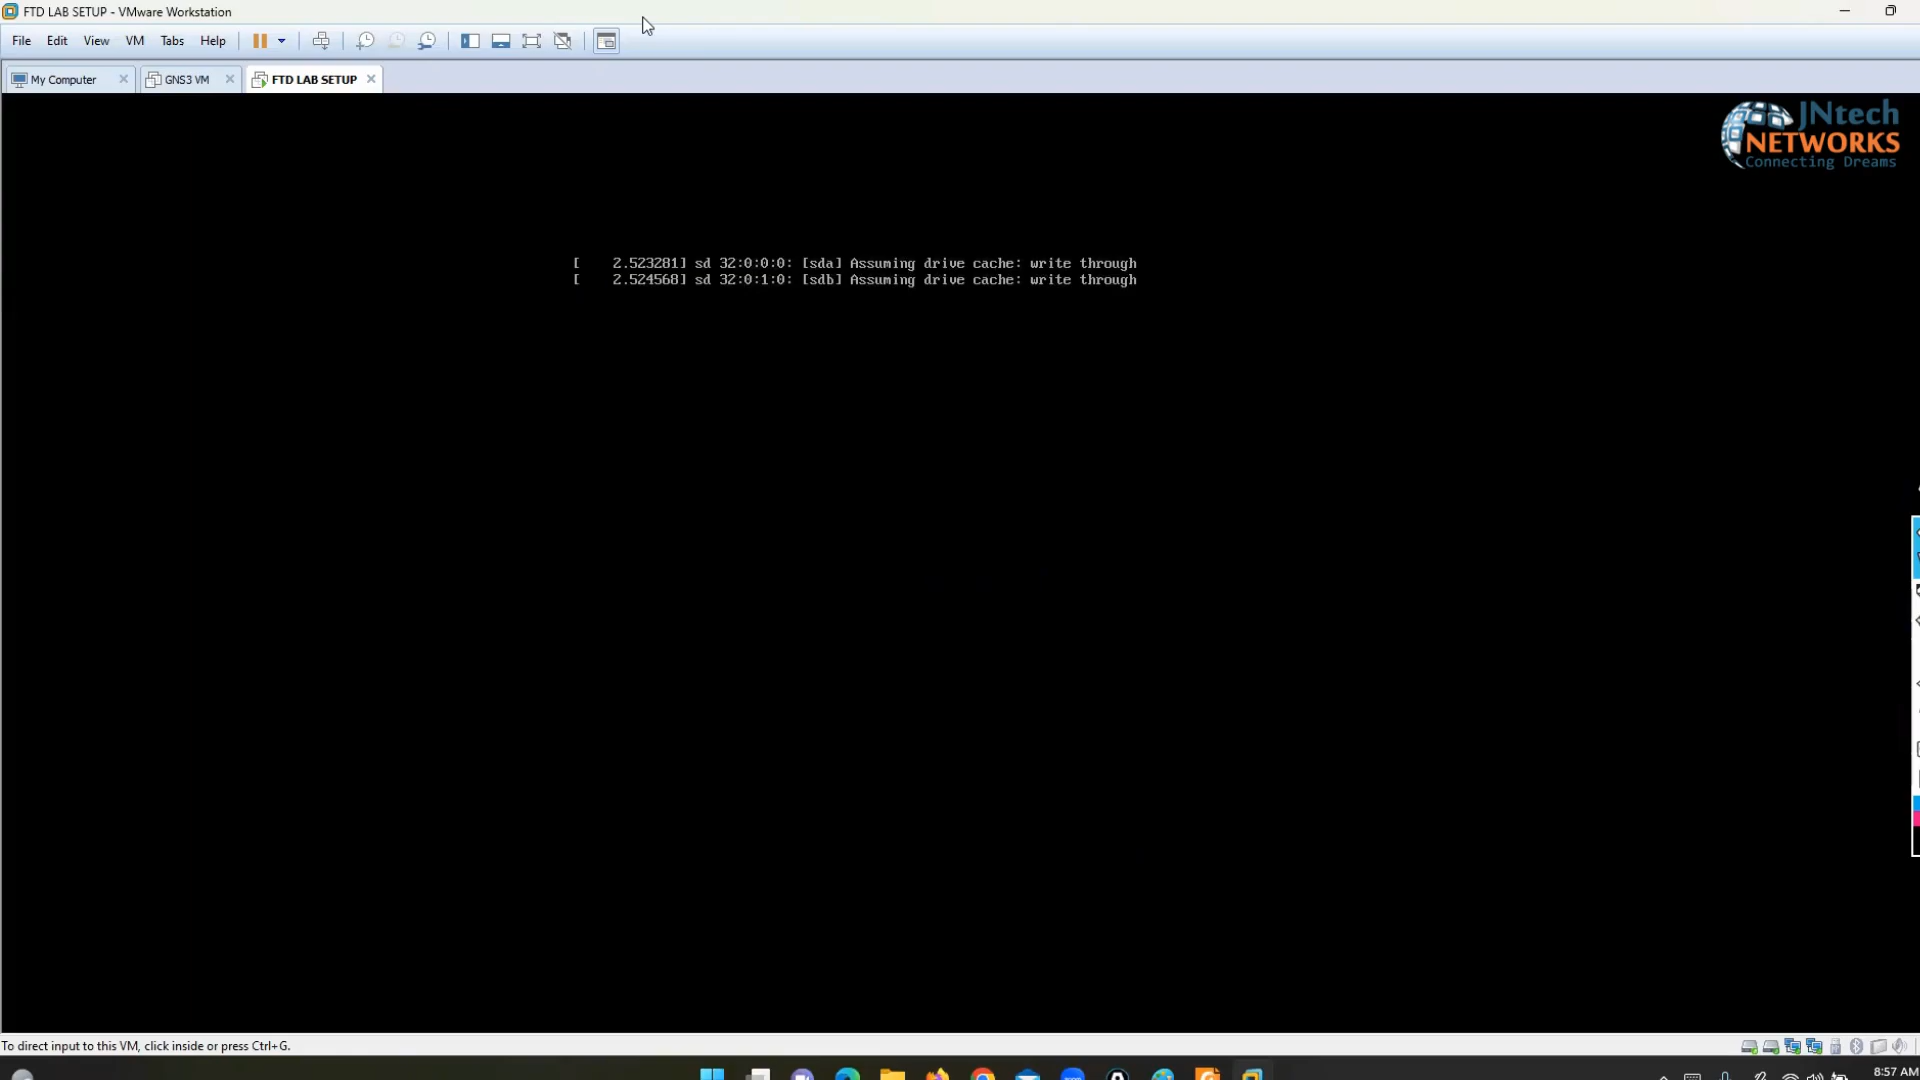 FTD LAB SETUP - VMware Workstation
File Edit View VM Tabs Help
My Computer GNS3 VM FTD LAB SETUP
JNtech
NETWORKS
Connecting Dreams
[    2.523281] sd 32:0:0:0: [sda] Assuming drive cache: write through
[    2.524568] sd 32:0:1:0: [sdb] Assuming drive cache: write through
To direct input to this VM, click inside or press Ctrl+G.
zoom
8:57 AM